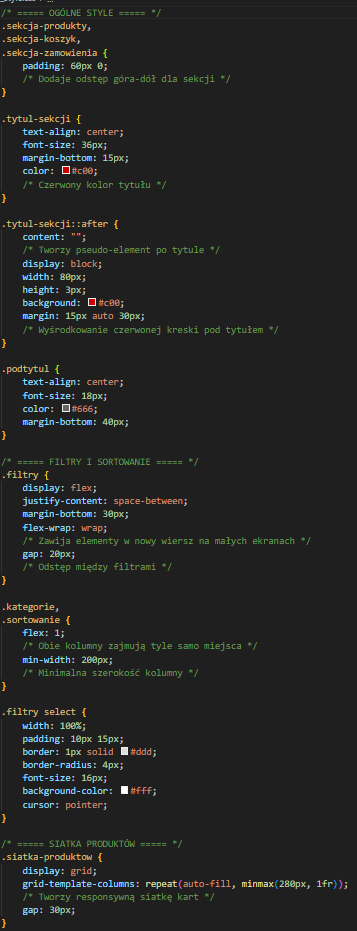 /* ===== OGÓLNE STYLE ===== */
.sekcja-produkty,
.sekcja-koszyk,
.sekcja-zamowienia {
    padding: 60px 0;
    /* Dodaje odstęp góra-dół dla sekcji */
}

.tytul-sekcji {
    text-align: center;
    font-size: 36px;
    margin-bottom: 15px;
    color: #c00;
    /* Czerwony kolor tytułu */
}

.tytul-sekcji::after {
    content: "";
    /* Tworzy pseudo-element po tytule */
    display: block;
    width: 80px;
    height: 3px;
    background: #c00;
    margin: 15px auto 30px;
    /* Wyśrodkowanie czerwonej kreski pod tytułem */
}

.podtytul {
    text-align: center;
    font-size: 18px;
    color: #666;
    margin-bottom: 40px;
}

/* ===== FILTRY I SORTOWANIE ===== */
.filtry {
    display: flex;
    justify-content: space-between;
    margin-bottom: 30px;
    flex-wrap: wrap;
    /* Zawija elementy w nowy wiersz na małych ekranach */
    gap: 20px;
    /* Odstęp między filtrami */
}

.kategorie,
.sortowanie {
    flex: 1;
    /* Obie kolumny zajmują tyle samo miejsca */
    min-width: 200px;
    /* Minimalna szerokość kolumny */
}

.filtry select {
    width: 100%;
    padding: 10px 15px;
    border: 1px solid #ddd;
    border-radius: 4px;
    font-size: 16px;
    background-color: #fff;
    cursor: pointer;
}

/* ===== SIATKA PRODUKTÓW ===== */
.siatka-produktow {
    display: grid;
    grid-template-columns: repeat(auto-fill, minmax(280px, 1fr));
    /* Tworzy responsywną siatkę kart */
    gap: 30px;
}